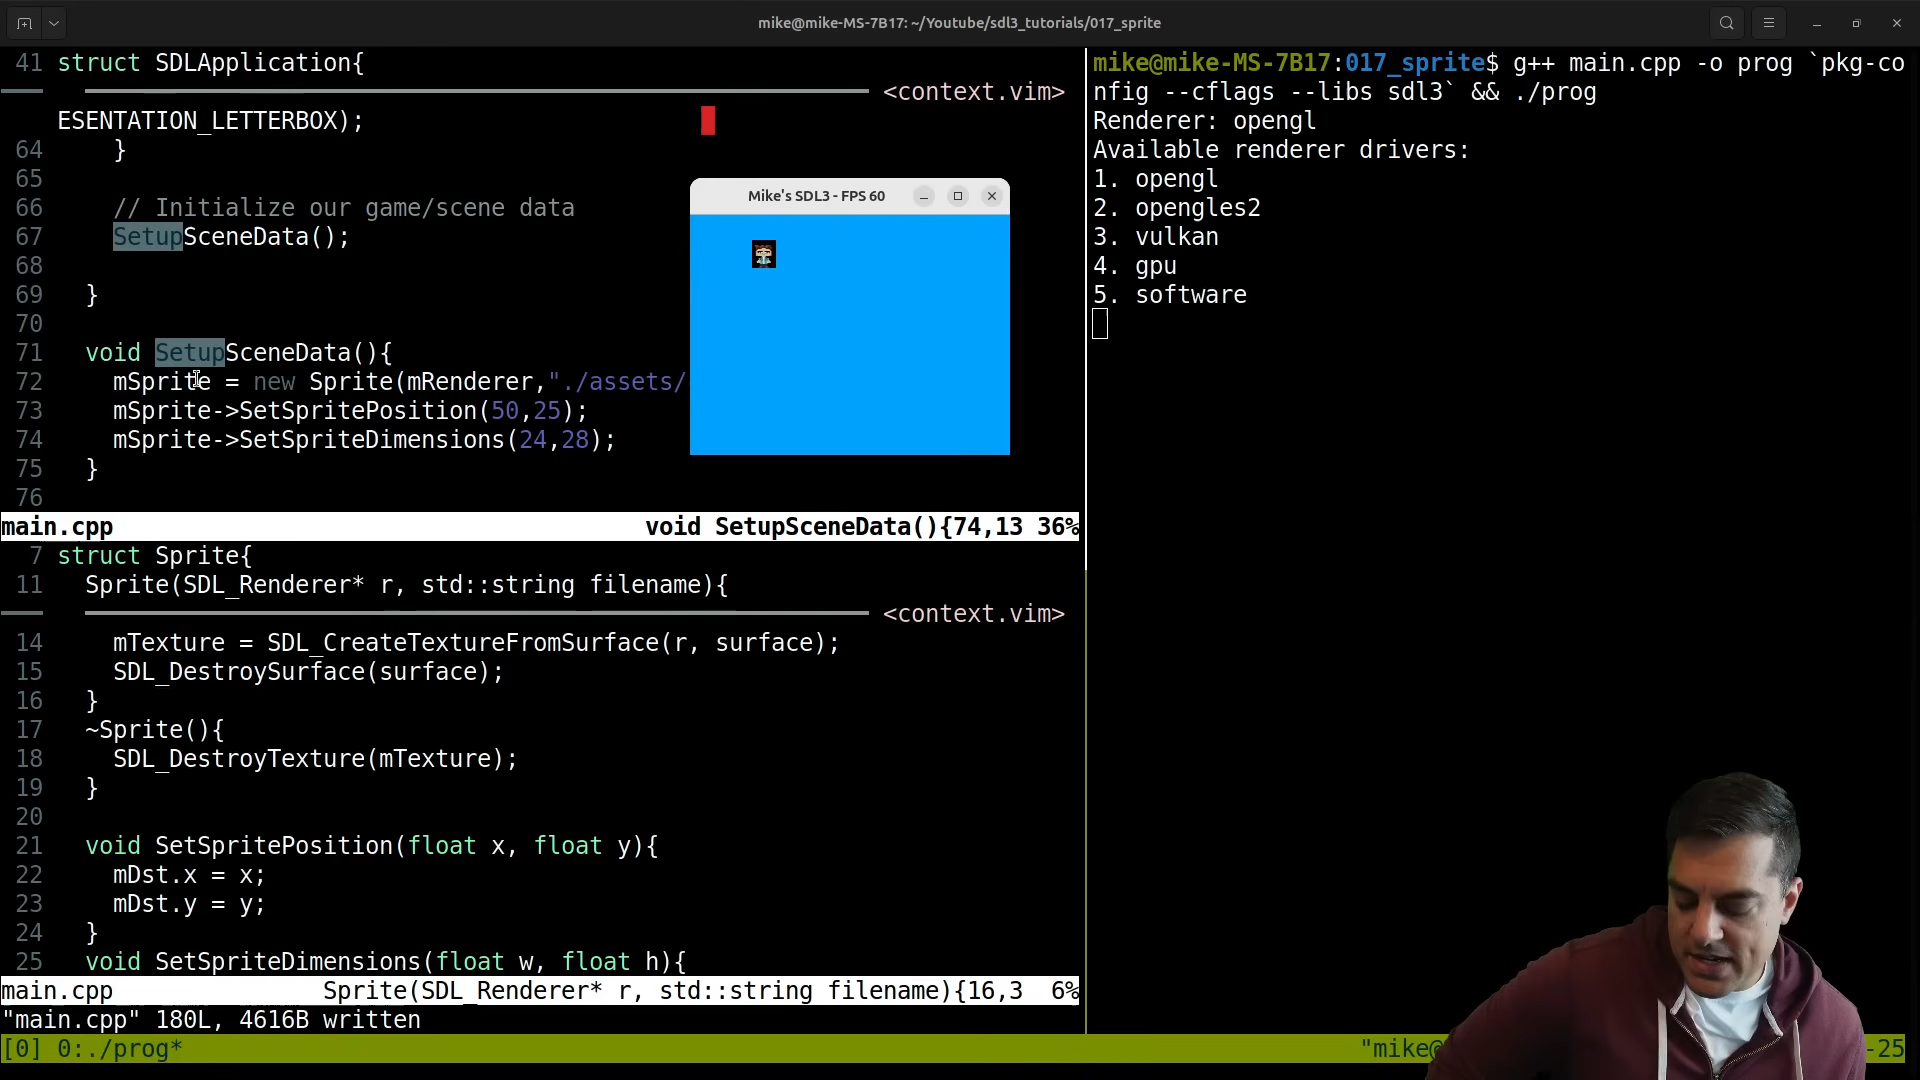 mike@mike-MS-7B17: ~/Youtube/sdl3_tutorials/017_sprite
41 struct SDLApplication{
<context.vim>
ESENTATION_LETTERBOX);
64 }
65
66 // Initialize our game/scene data
67 SetupSceneData();
68
69 }
70
71 void SetupSceneData(){
72 mSprite = new Sprite(mRenderer,"./assets/
73 mSprite->SetSpritePosition(50,25);
74 mSprite->SetSpriteDimensions(24,28);
75 }
76
main.cpp void SetupSceneData(){74,13 36%
7 struct Sprite{
11 Sprite(SDL_Renderer* r, std::string filename){
<context.vim>
14 mTexture = SDL_CreateTextureFromSurface(r, surface);
15 SDL_DestroySurface(surface);
16 }
17 ~Sprite(){
18 SDL_DestroyTexture(mTexture);
19 }
20
21 void SetSpritePosition(float x, float y){
22 mDst.x = x;
23 mDst.y = y;
24 }
25 void SetSpriteDimensions(float w, float h){
main.cpp Sprite(SDL_Renderer* r, std::string filename){16,3 6%
"main.cpp" 180L, 4616B written
[0] 0:./prog* "mike@ -25
Mike's SDL3 - FPS 60
mike@mike-MS-7B17:017_sprite$ g++ main.cpp -o prog `pkg-co
nfig --cflags --libs sdl3` && ./prog
Renderer: opengl
Available renderer drivers:
1. opengl
2. opengles2
3. vulkan
4. gpu
5. software